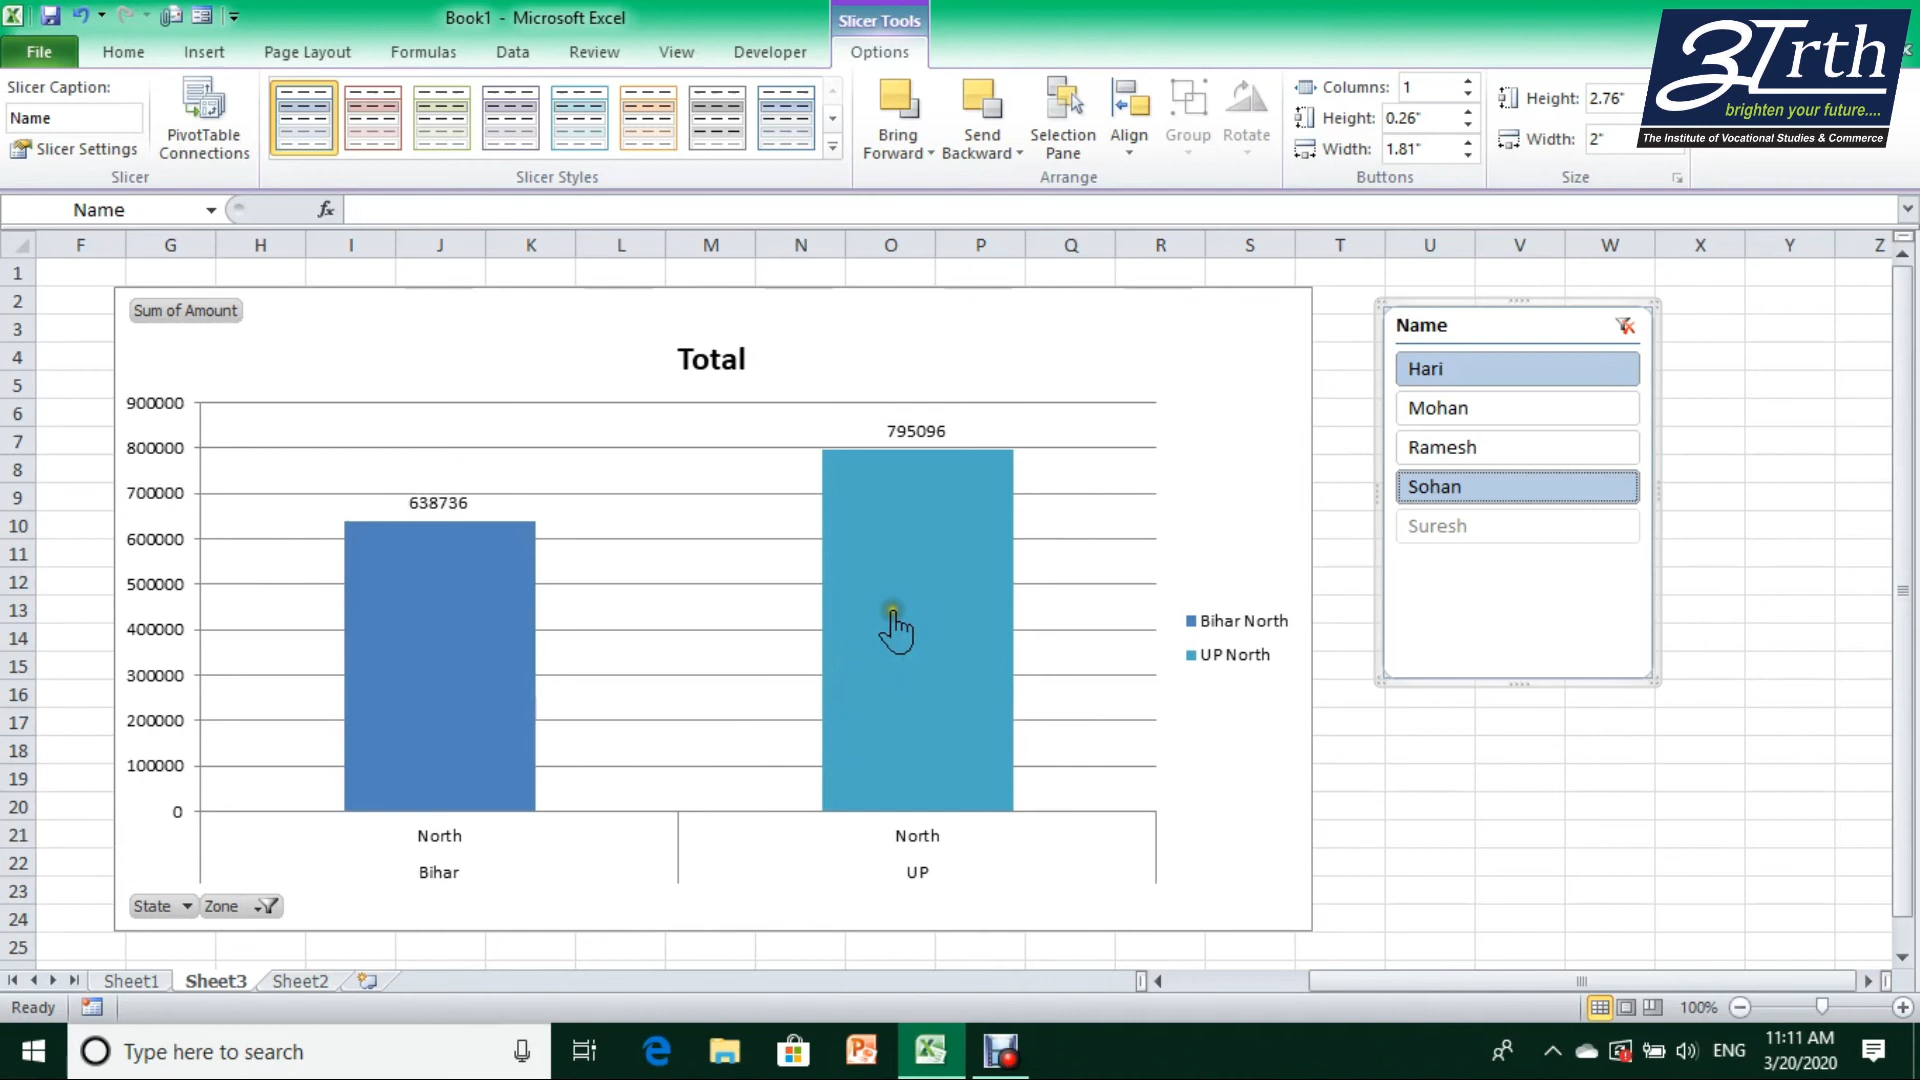 Book1 - Microsoft Excel
Slicer Tools
File Home Insert Page Layout Formulas Data Review View Developer Options
3Tirth
brighten your future....
The Institute of Vocational Studies & Commerce
Slicer Caption:
Name
Slicer Settings
PivotTable
Connections
Slicer
Slicer Styles
Bring
Forward
Send
Backward
Selection
Pane
Align
Group
Rotate
Arrange
Columns: 1
Height: 0.26"
Width: 1.81"
Buttons
Height: 2.76"
Width: 2"
Size
Name
fx
F G H I J K L M N O P Q R S T U V W X Y Z
1
2
3
4
5
6
7
8
9
10
11
12
13
14
15
16
17
18
19
20
21
22
23
24
25
Sum of Amount
Total
900000
800000
700000
600000
500000
400000
300000
200000
100000
0
638736
795096
North
Bihar
North
UP
Bihar North
UP North
State Zone
Name
Hari
Mohan
Ramesh
Sohan
Suresh
Sheet1 Sheet3 Sheet2
Ready
100%
Type here to search
ENG
11:11 AM
3/20/2020